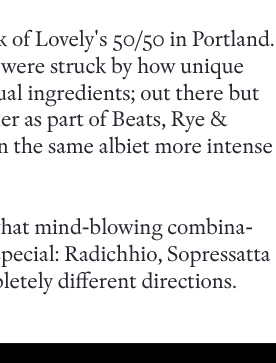 k of Lovely's 50/50 in Portland.
were struck by how unique
ual ingredients; out there but
er as part of Beats, Rye &
n the same albiet more intense
hat mind-blowing combina-
pecial: Radichhio, Sopressatta
letely different directions.